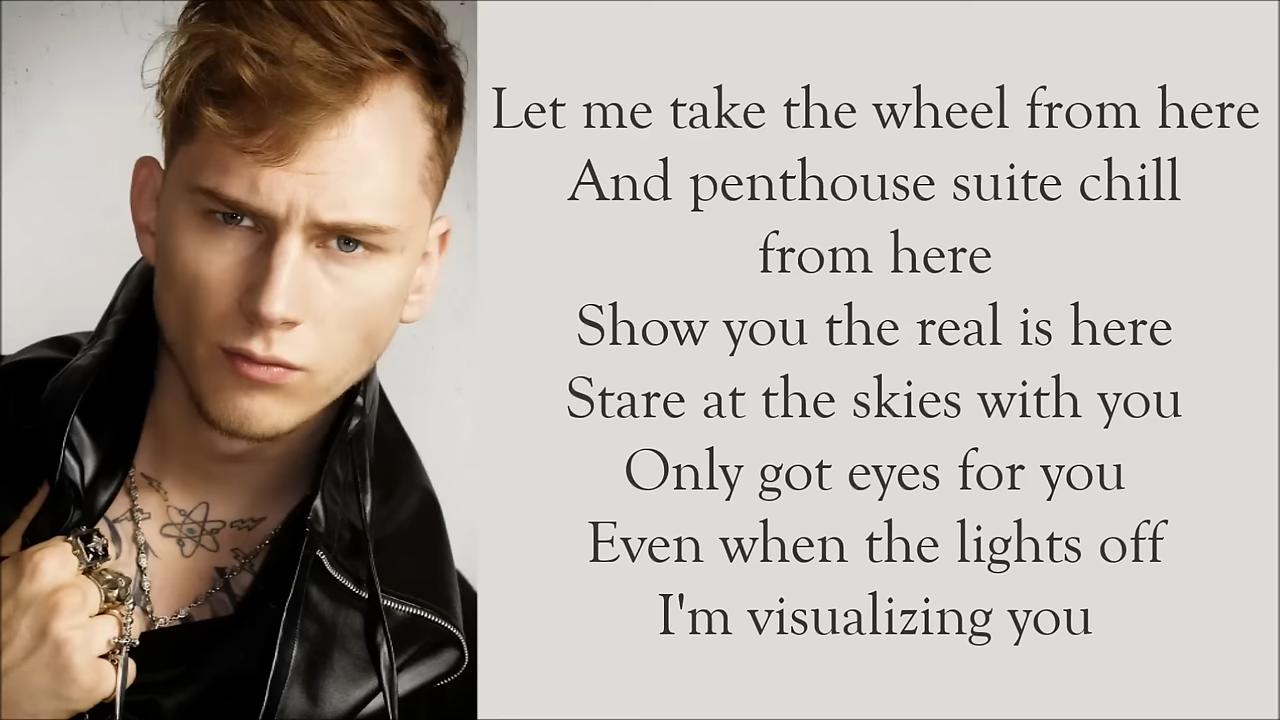 Let me take the wheel from here
And penthouse suite chill
from here
Show you the real is here
Stare at the skies with you
Only got eyes for you
Even when the lights off
I'm visualizing you